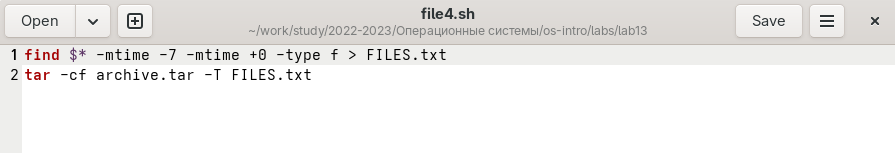 Open
file4.sh
~/work/study/2022-2023/Операционные системы/os-intro/labs/lab13
Save
1 find $* -mtime -7 -mtime +0 -type f > FILES.txt
2 tar -cf archive.tar -T FILES.txt